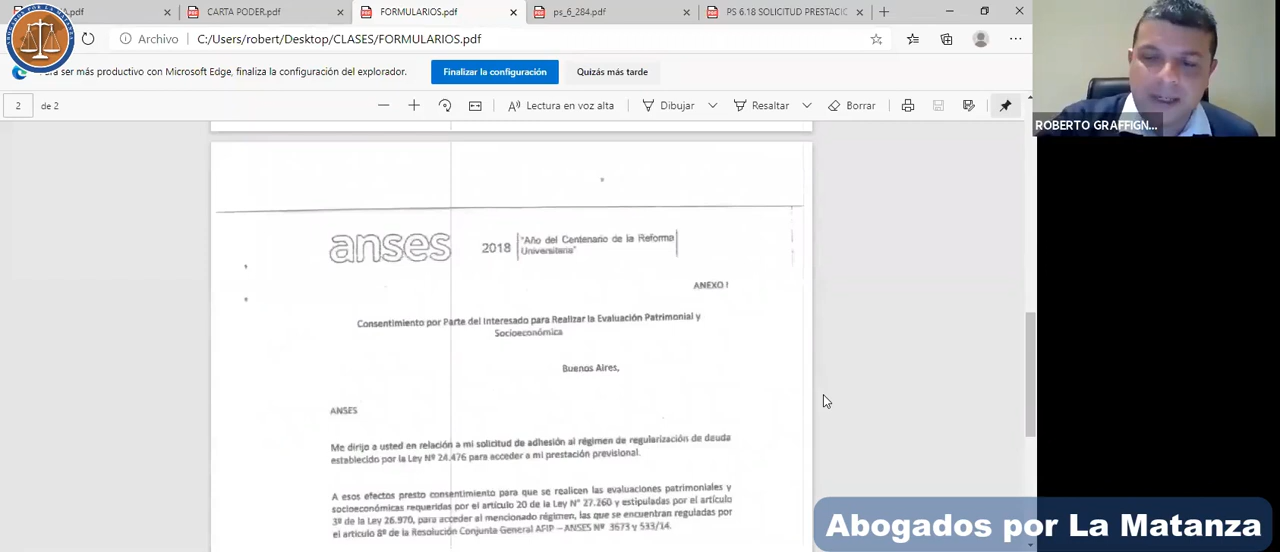 .pdf
CARTA PODER.pdf
FORMULARIOS.pdf
ps_6_284.pdf
PS 6.18 SOLICITUD PRESTACIC
ABOGADOS POR LA MATANZA
Archivo
C:/Users/robert/Desktop/CLASES/FORMULARIOS.pdf
ra ser más productivo con Microsoft Edge, finaliza la configuración del explorador.
Finalizar la configuración
Quizás más tarde
2 de 2
Lectura en voz alta
Dibujar
Resaltar
Borrar
ROBERTO GRAFFIGN...
anses
2018
"Año del Centenario de la Reforma
Universitaria"
ANEXO I
Consentimiento por Parte del Interesado para Realizar la Evaluación Patrimonial y
Socioeconómica
Buenos Aires,
ANSES
Me dirijo a usted en relación a mi solicitud de adhesión al régimen de regularización de deuda
establecido por la Ley Nº 24.476 para acceder a mi prestación previsional.
A esos efectos presto consentimiento para que se realicen las evaluaciones patrimoniales y
socioeconómicas requeridas por el artículo 20 de la Ley N° 27.260 y estipuladas por el artículo
3º de la Ley 26.970, para acceder al mencionado régimen, las que se encuentran reguladas por
el artículo 8º de la Resolución Conjunta General AFIP – ANSES Nº 3673 y 533/14.
Abogados por La Matanza